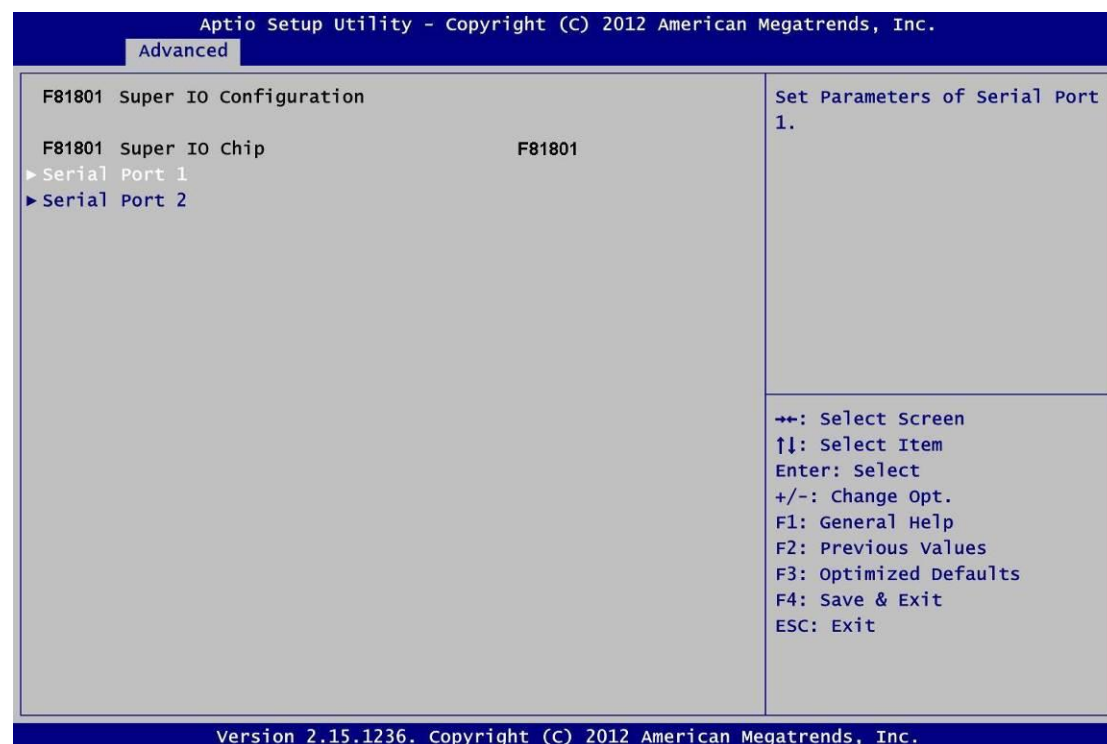 Aptio Setup Utility – Copyright (C) 2012 American Megatrends, Inc.
Advanced
F81801 Super IO Configuration
F81801 Super IO Chip F81801
►Serial Port 1
►Serial Port 2
Set Parameters of Serial Port
1.
→←: Select Screen
↑↓: Select Item
Enter: Select
+/-: Change Opt.
F1: General Help
F2: Previous Values
F3: Optimized Defaults
F4: Save & Exit
ESC: Exit
Version 2.15.1236. Copyright (C) 2012 American Megatrends, Inc.